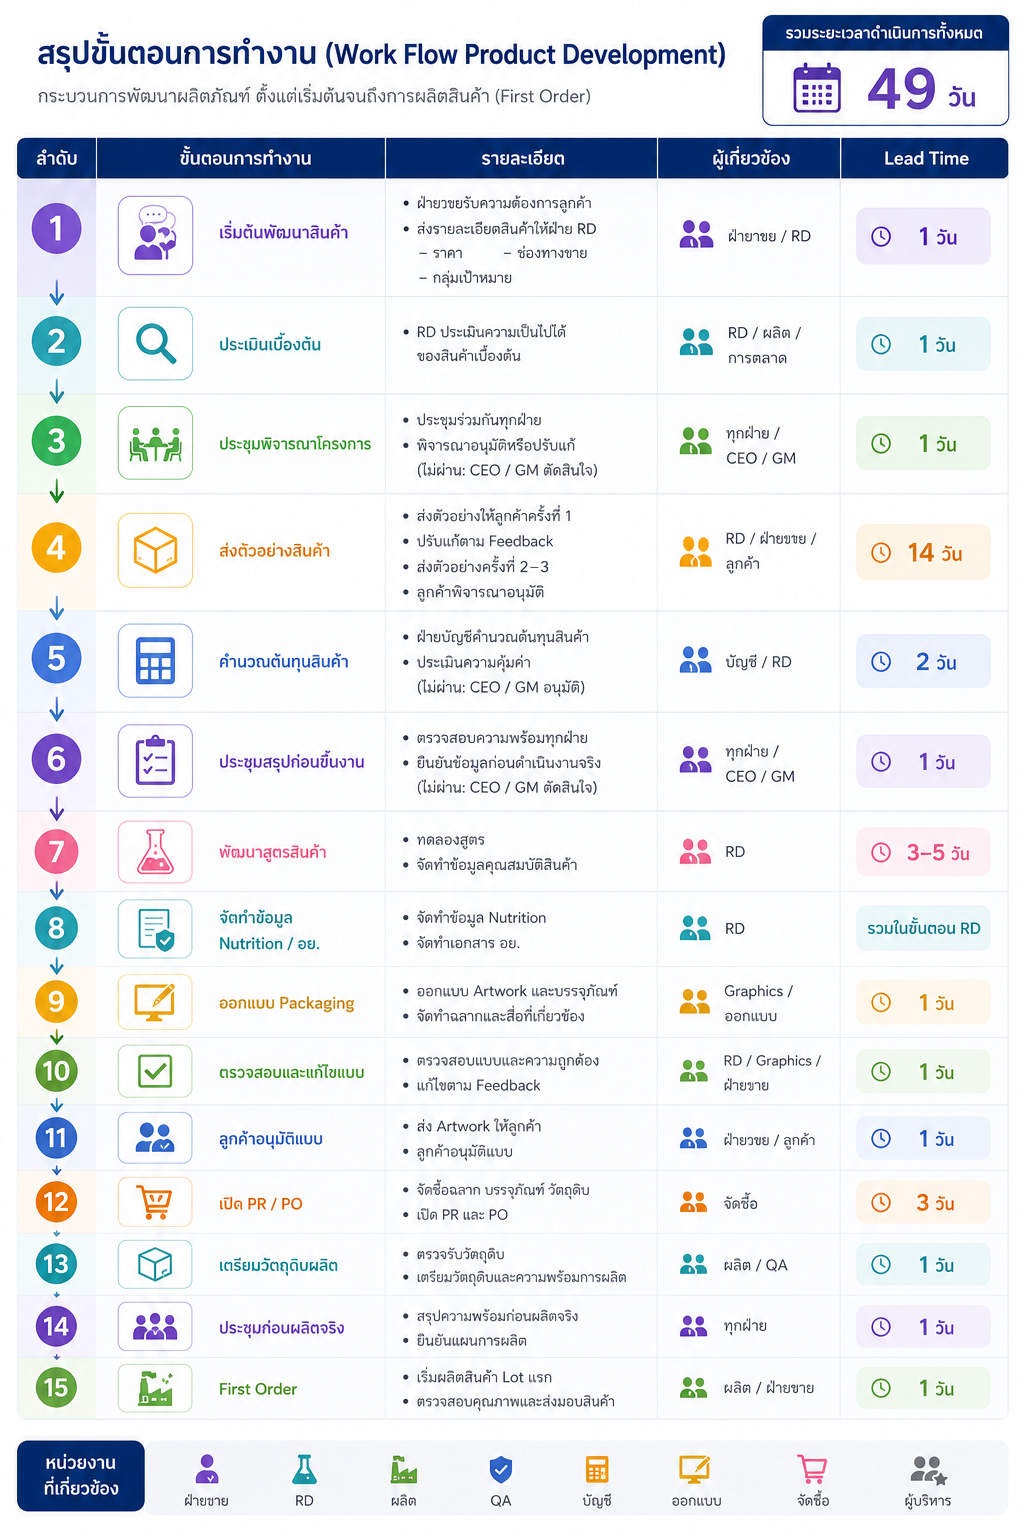 สรุปขั้นตอนการทำงาน (Work Flow Product Development)
กระบวนการพัฒนาผลิตภัณฑ์ ตั้งแต่เริ่มต้นจนถึงการผลิตสินค้า (First Order)
รวมระยะเวลาดำเนินการทั้งหมด
49 วัน
ลำดับ ขั้นตอนการทำงาน รายละเอียด ผู้เกี่ยวข้อง Lead Time
1 เริ่มต้นพัฒนาสินค้า
• ฝ่ายวขยรับความต้องการลูกค้า
• ส่งรายละเอียดสินค้าให้ฝ่าย RD
– ราคา – ช่องทางขาย
– กลุ่มเป้าหมาย
ฝ่ายาขย / RD
1 วัน
2 ประเมินเบื้องต้น
• RD ประเมินความเป็นไปได้
ของสินค้าเบื้องต้น
RD / ผลิต /
การตลาด
1 วัน
3 ประชุมพิจารณาโครงการ
• ประชุมร่วมกันทุกฝ่าย
• พิจารณาอนุมัติหรือปรับแก้
(ไม่ผ่าน: CEO / GM ตัดสินใจ)
ทุกฝ่าย /
CEO / GM
1 วัน
4 ส่งตัวอย่างสินค้า
• ส่งตัวอย่างให้ลูกค้าครั้งที่ 1
• ปรับแก้ตาม Feedback
• ส่งตัวอย่างครั้งที่ 2–3
• ลูกค้าพิจารณาอนุมัติ
RD / ฝ่ายขขย /
ลูกค้า
14 วัน
5 คำนวณต้นทุนสินค้า
• ฝ่ายบัญชีคำนวณต้นทุนสินค้า
• ประเมินความคุ้มค่า
(ไม่ผ่าน: CEO / GM อนุมัติ)
บัญชี / RD
2 วัน
6 ประชุมสรุปก่อนขึ้นงาน
• ตรวจสอบความพร้อมทุกฝ่าย
• ยืนยันข้อมูลก่อนดำเนินงานจริง
(ไม่ผ่าน: CEO / GM ตัดสินใจ)
ทุกฝ่าย /
CEO / GM
1 วัน
7 พัฒนาสูตรสินค้า
• ทดลองสูตร
• จัดทำข้อมูลคุณสมบัติสินค้า
RD
3–5 วัน
8 จัดทำข้อมูล
Nutrition / อย.
• จัดทำข้อมูล Nutrition
• จัดทำเอกสาร อย.
RD
รวมในขั้นตอน RD
9 ออกแบบ Packaging
• ออกแบบ Artwork และบรรจุภัณฑ์
• จัดทำฉลากและสื่อที่เกี่ยวข้อง
Graphics /
ออกแบบ
1 วัน
10 ตรวจสอบและแก้ไขแบบ
• ตรวจสอบแบบและความถูกต้อง
• แก้ไขตาม Feedback
RD / Graphics /
ฝ่ายขาย
1 วัน
11 ลูกค้าอนุมัติแบบ
• ส่ง Artwork ให้ลูกค้า
• ลูกค้าอนุมัติแบบ
ฝ่ายวขย / ลูกค้า
1 วัน
12 เปิด PR / PO
• จัดซื้อฉลาก บรรจุภัณฑ์ วัตถุดิบ
• เปิด PR และ PO
จัดซื้อ
3 วัน
13 เตรียมวัตถุดิบผลิต
• ตรวจรับวัตถุดิบ
• เตรียมวัตถุดิบและความพร้อมการผลิต
ผลิต / QA
1 วัน
14 ประชุมก่อนผลิตจริง
• สรุปความพร้อมก่อนผลิตจริง
• ยืนยันแผนการผลิต
ทุกฝ่าย
1 วัน
15 First Order
• เริ่มผลิตสินค้า Lot แรก
• ตรวจสอบคุณภาพและส่งมอบสินค้า
ผลิต / ฝ่ายขาย
1 วัน
หน่วยงาน
ที่เกี่ยวข้อง
ฝ่ายขาย RD ผลิต QA บัญชี ออกแบบ จัดซื้อ ผู้บริหาร